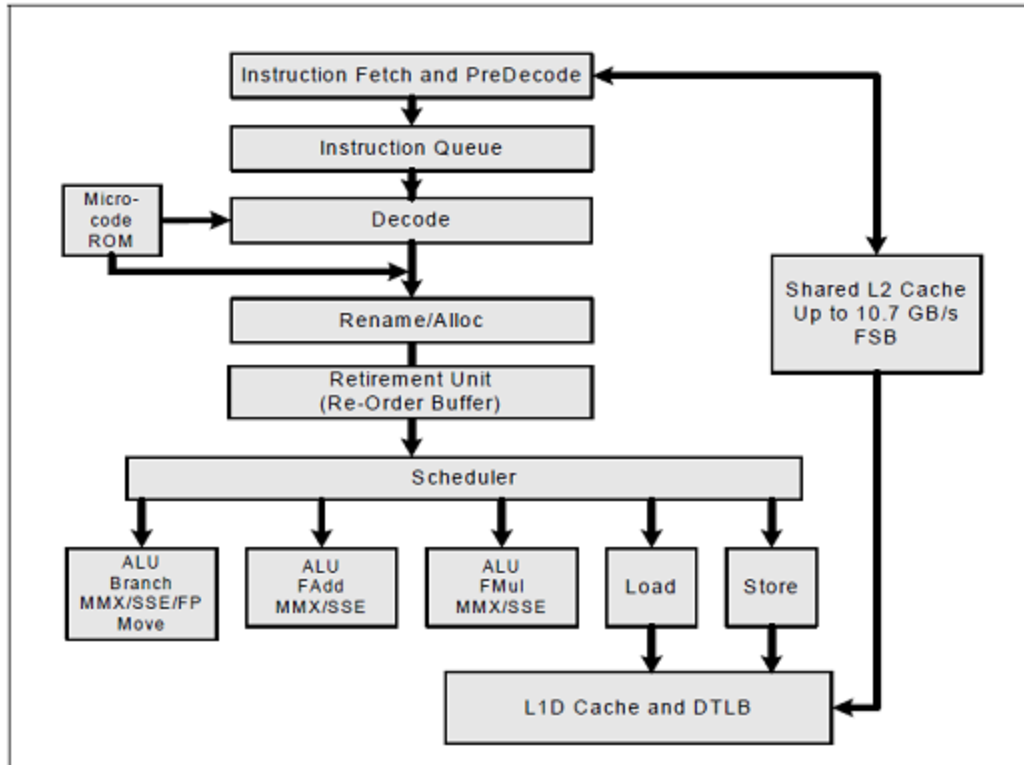 Instruction Fetch and PreDecode
Instruction Queue
Micro-
code
ROM
Decode
Shared L2 Cache
Up to 10.7 GB/s
FSB
Rename/Alloc
Retirement Unit
(Re-Order Buffer)
Scheduler
ALU
Branch
MMX/SSE/FP
Move
ALU
FAdd
MMX/SSE
ALU
FMul
MMX/SSE
Load
Store
L1D Cache and DTLB